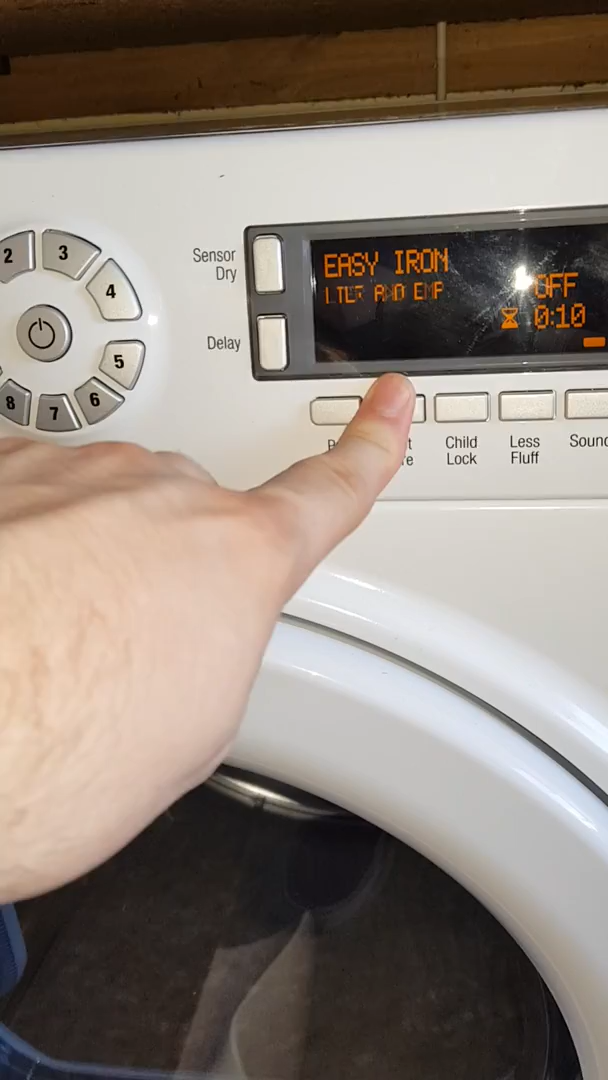 2
3
4
5
6
7
8
Sensor
Dry
Delay
EASY IRON
AND
OFF
0:10
Child
Lock
Less
Fluff
Sound